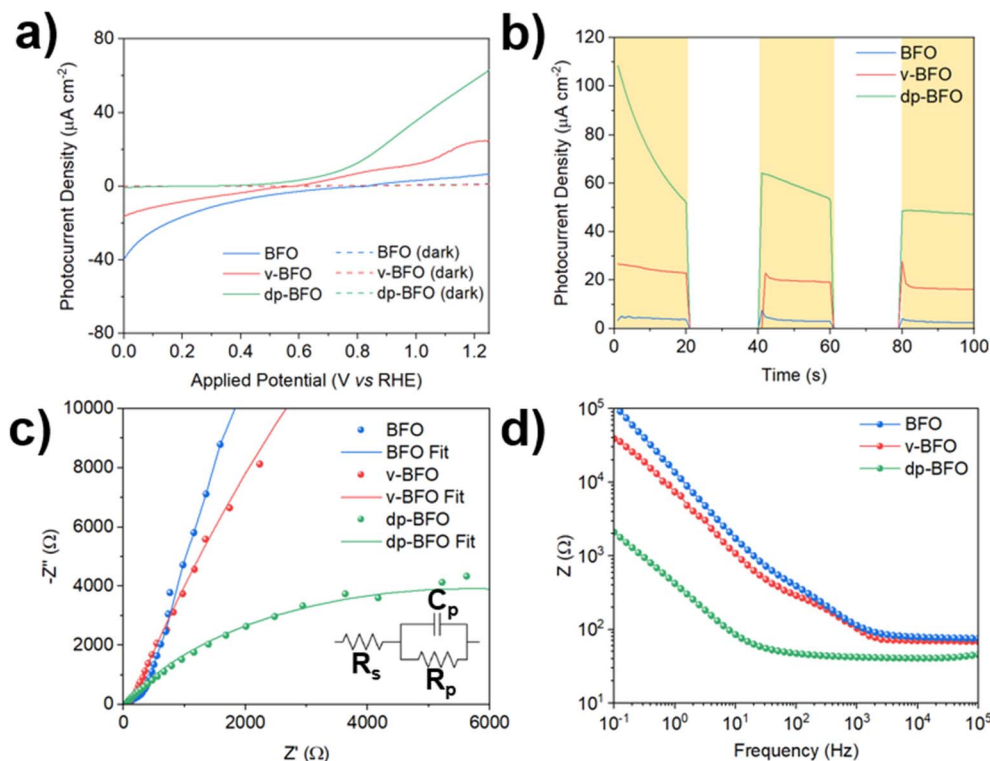 a)
80
40
0
-40
-80
Photocurrent Density (μA cm⁻²)
BFO
v-BFO
dp-BFO
BFO (dark)
v-BFO (dark)
dp-BFO (dark)
0.0 0.2 0.4 0.6 0.8 1.0 1.2
Applied Potential (V vs RHE)
b)
120
100
80
60
40
20
0
Photocurrent Density (μA cm⁻²)
BFO
v-BFO
dp-BFO
0 20 40 60 80 100
Time (s)
c)
10000
8000
6000
4000
2000
0
-Z'' (Ω)
BFO
BFO Fit
v-BFO
v-BFO Fit
dp-BFO
dp-BFO Fit
Cp
Rs
Rp
0 2000 4000 6000
Z' (Ω)
d)
10⁵
10⁴
10³
10²
10¹
Z (Ω)
BFO
v-BFO
dp-BFO
10⁻¹ 10⁰ 10¹ 10² 10³ 10⁴ 10⁵
Frequency (Hz)